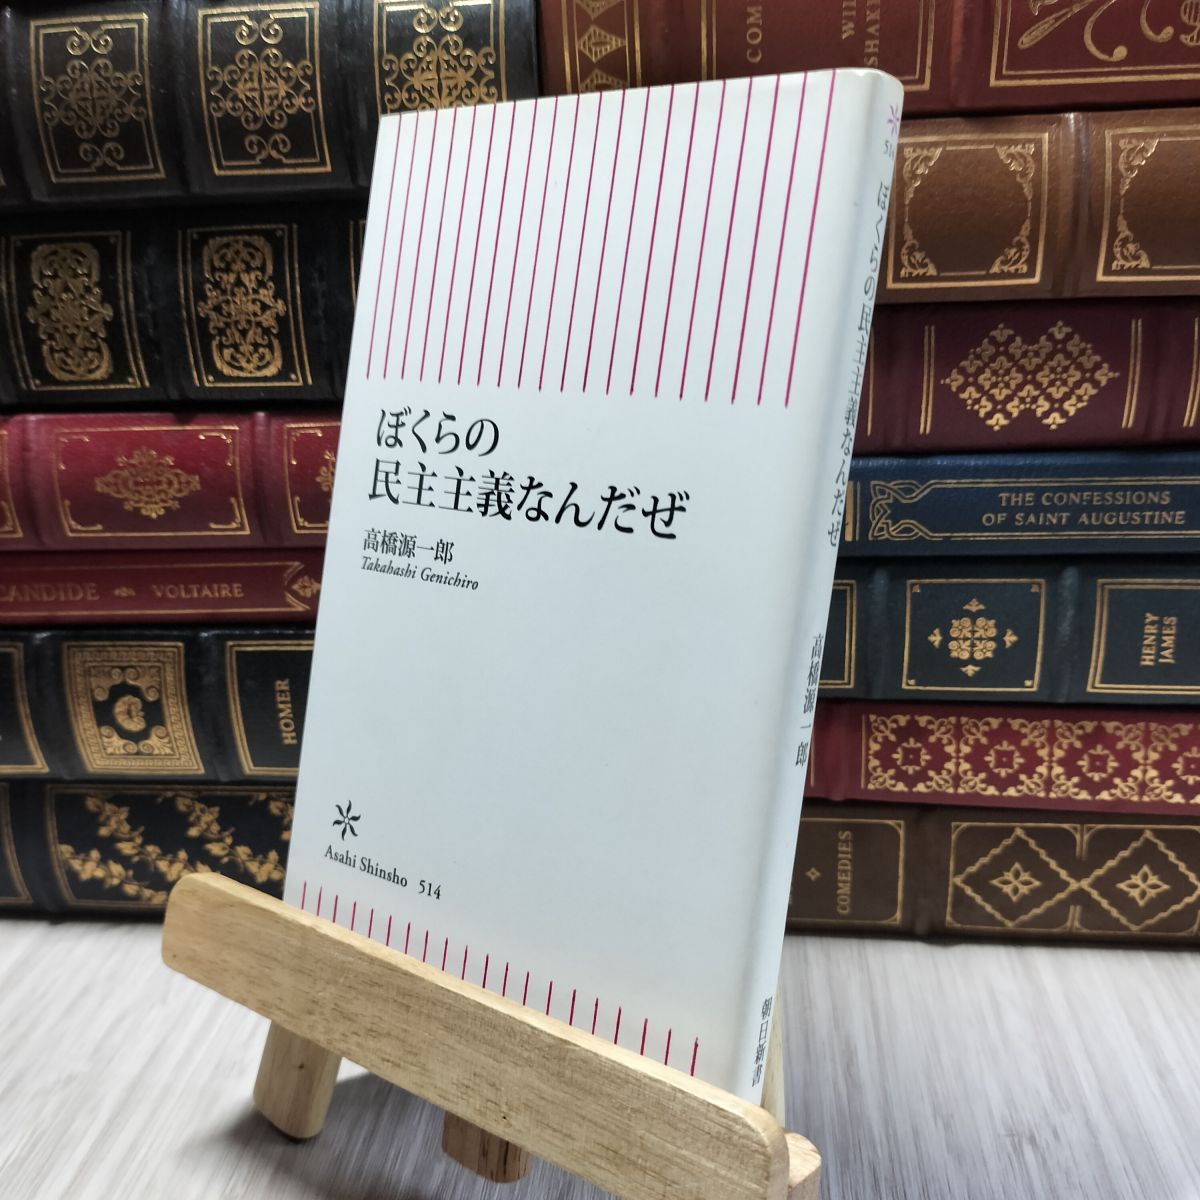 ぼくらの
民主主義なんだぜ
高橋源一郎
Takahashi Genichiro
Asahi Shinsho 514
ぼくらの民主主義なんだぜ
高橋源一郎
朝日新書
CANDIDE
VOLTAIRE
HOMER
THE CONFESSIONS
OF SAINT AUGUSTINE
HENRY
JAMES
COMEDIES